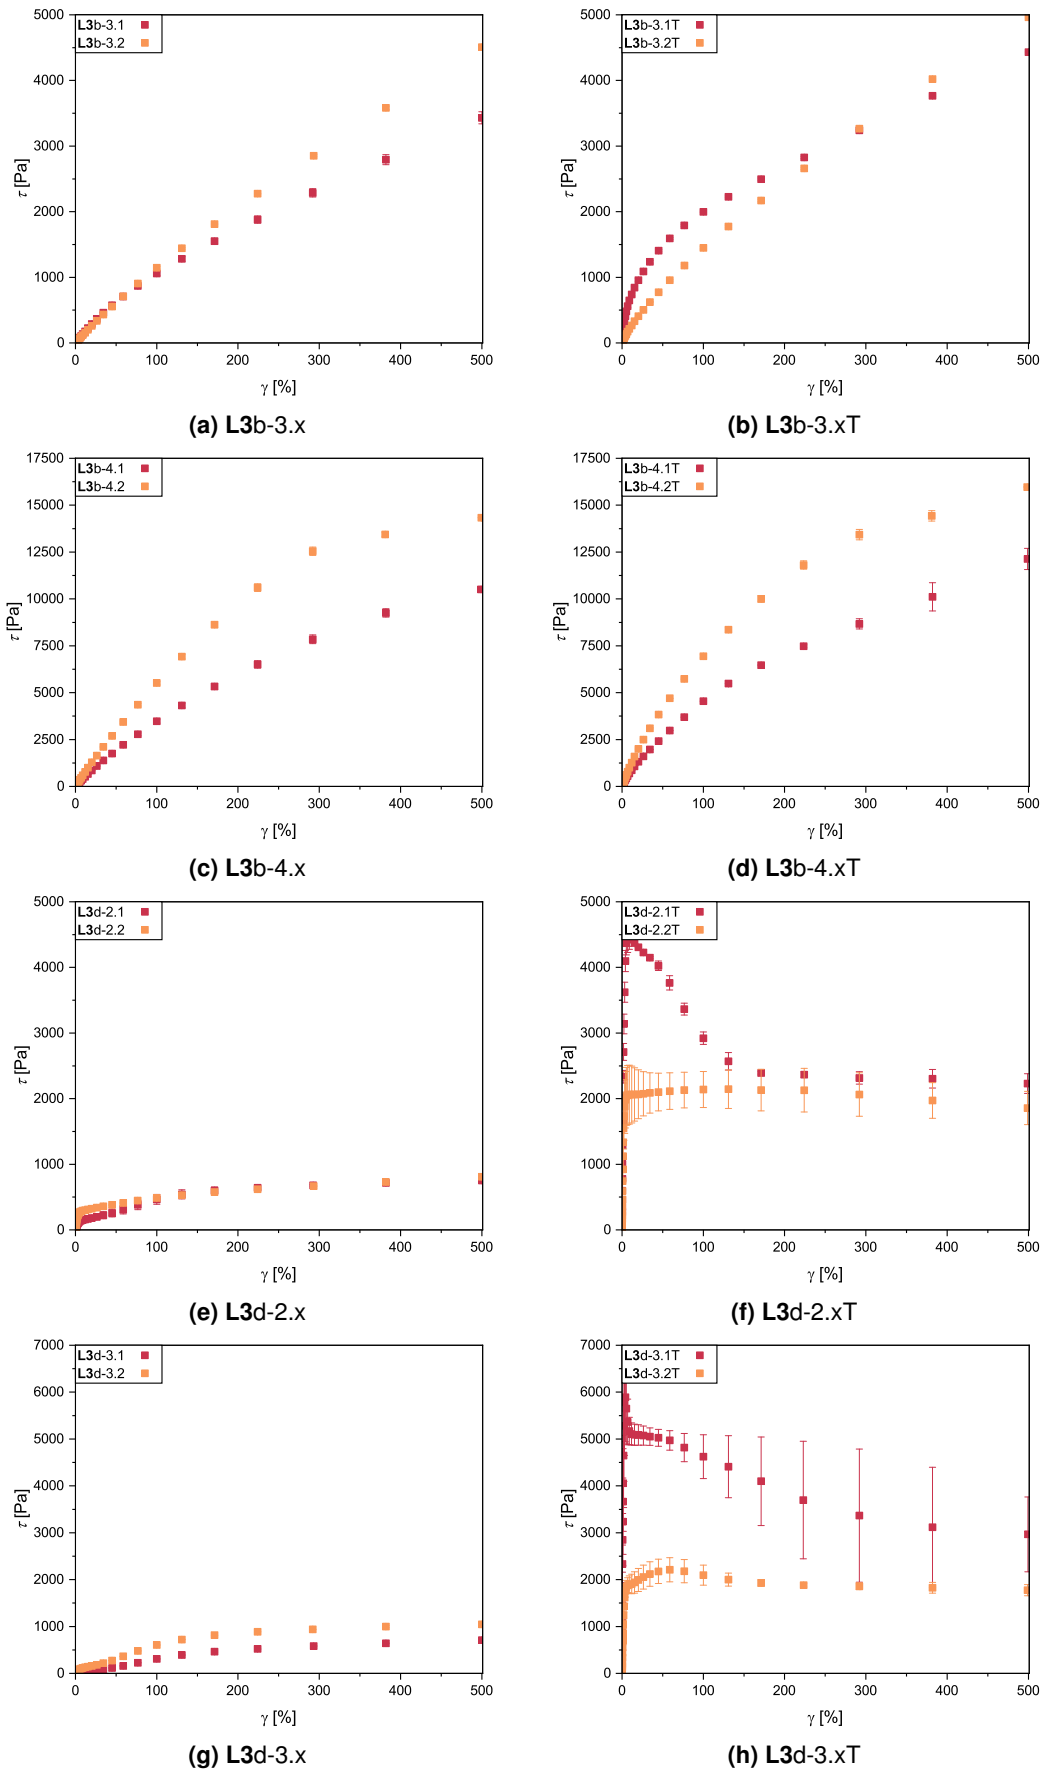 L3b-3.1
L3b-3.2
5000
4000
3000
2000
1000
0
τ [Pa]
0 100 200 300 400 500
γ [%]
(a) L3b-3.x
L3b-3.1T
L3b-3.2T
5000
4000
3000
2000
1000
0
τ [Pa]
0 100 200 300 400 500
γ [%]
(b) L3b-3.xT
L3b-4.1
L3b-4.2
17500
15000
12500
10000
7500
5000
2500
0
τ [Pa]
0 100 200 300 400 500
γ [%]
(c) L3b-4.x
L3b-4.1T
L3b-4.2T
17500
15000
12500
10000
7500
5000
2500
0
τ [Pa]
0 100 200 300 400 500
γ [%]
(d) L3b-4.xT
L3d-2.1
L3d-2.2
5000
4000
3000
2000
1000
0
τ [Pa]
0 100 200 300 400 500
γ [%]
(e) L3d-2.x
L3d-2.1T
L3d-2.2T
5000
4000
3000
2000
1000
0
τ [Pa]
0 100 200 300 400 500
γ [%]
(f) L3d-2.xT
L3d-3.1
L3d-3.2
7000
6000
5000
4000
3000
2000
1000
0
τ [Pa]
0 100 200 300 400 500
γ [%]
(g) L3d-3.x
L3d-3.1T
L3d-3.2T
7000
6000
5000
4000
3000
2000
1000
0
τ [Pa]
0 100 200 300 400 500
γ [%]
(h) L3d-3.xT